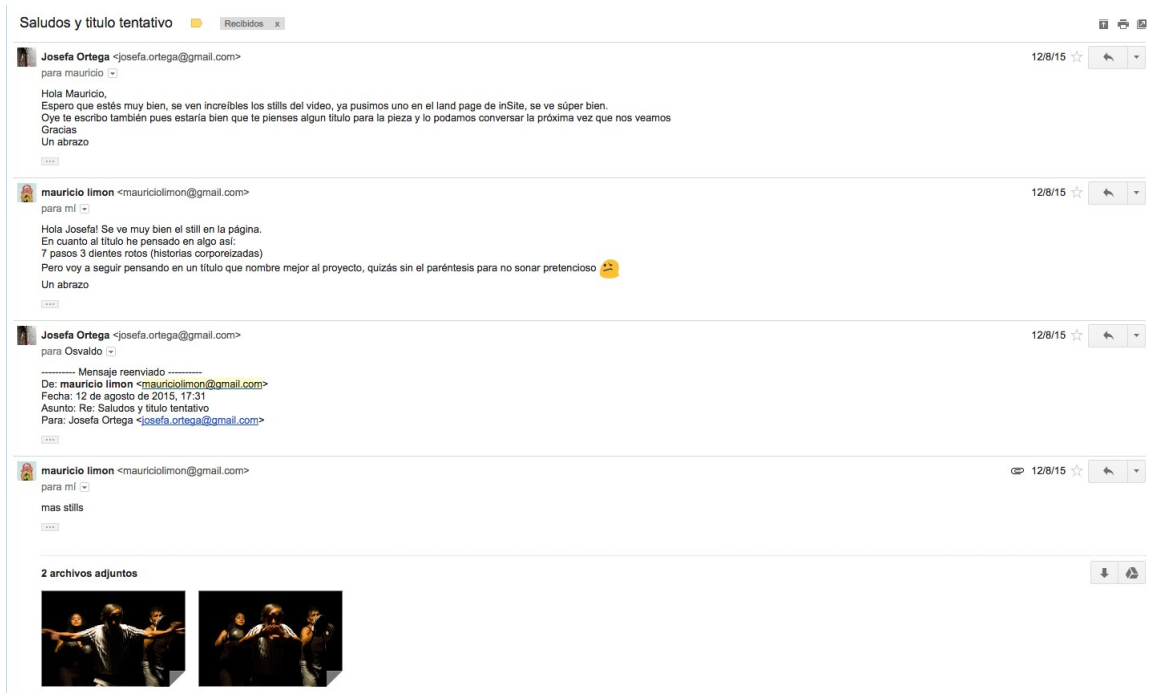 Saludos y titulo tentativo
Recibidos x
Josefa Ortega <josefa.ortega@gmail.com>
12/8/15
para mauricio
Hola Mauricio,
Espero que estés muy bien, se ven increíbles los stills del video, ya pusimos uno en el land page de inSite, se ve súper bien.
Oye te escribo también pues estaría bien que te pienses algun titulo para la pieza y lo podamos conversar la próxima vez que nos veamos
Gracias
Un abrazo
mauricio limon <mauriciolimon@gmail.com>
12/8/15
para mí
Hola Josefa! Se ve muy bien el still en la página.
En cuanto al título he pensado en algo así:
7 pasos 3 dientes rotos (historias corporeizadas)
Pero voy a seguir pensando en un título que nombre mejor al proyecto, quizás sin el paréntesis para no sonar pretencioso
Un abrazo
Josefa Ortega <josefa.ortega@gmail.com>
12/8/15
para Osvaldo
---------- Mensaje reenviado ----------
De: mauricio limon <mauriciolimon@gmail.com>
Fecha: 12 de agosto de 2015, 17:31
Asunto: Re: Saludos y titulo tentativo
Para: Josefa Ortega <josefa.ortega@gmail.com>
mauricio limon <mauriciolimon@gmail.com>
12/8/15
para mí
mas stills
2 archivos adjuntos